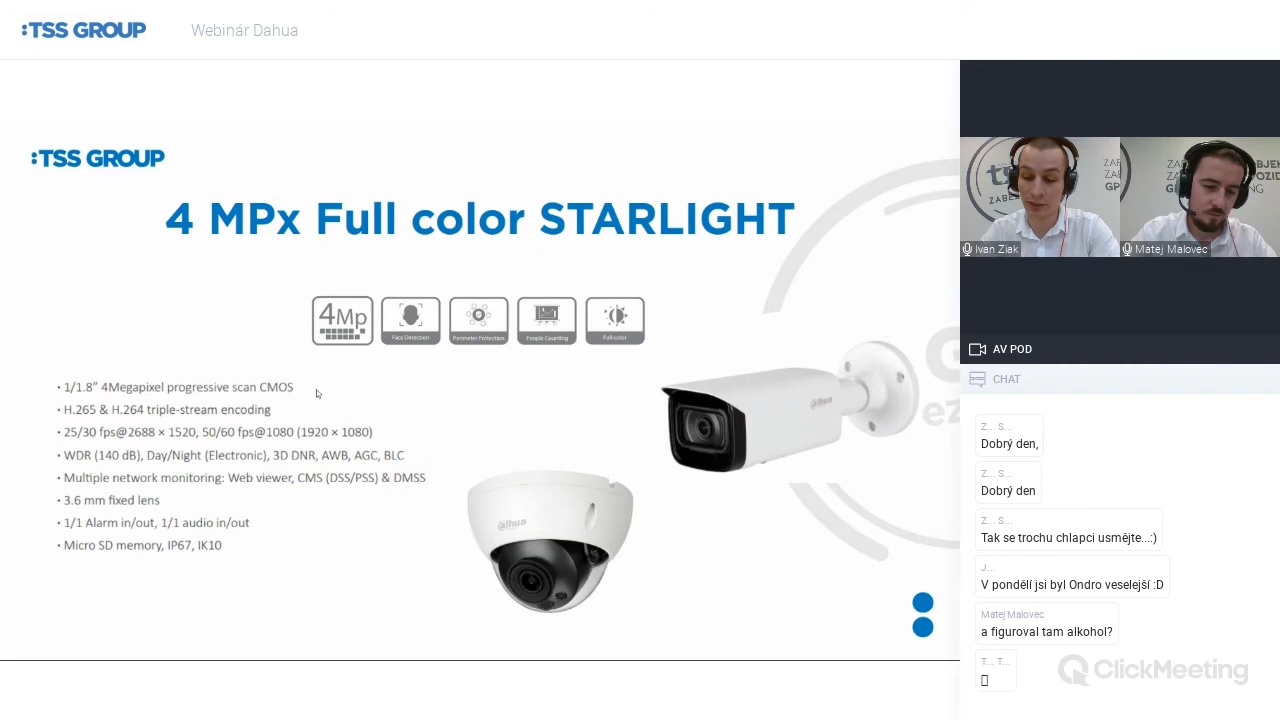 :TSS GROUP
Webinár Dahua
:TSS GROUP
4 MPx Full color STARLIGHT
4Mp
Face Detection
Perimeter Protection
People Counting
Full-color
• 1/1.8” 4Megapixel progressive scan CMOS
• H.265 & H.264 triple-stream encoding
• 25/30 fps@2688 × 1520, 50/60 fps@1080 (1920 × 1080)
• WDR (140 dB), Day/Night (Electronic), 3D DNR, AWB, AGC, BLC
• Multiple network monitoring: Web viewer, CMS (DSS/PSS) & DMSS
• 3.6 mm fixed lens
• 1/1 Alarm in/out, 1/1 audio in/out
• Micro SD memory, IP67, IK10
alhua
alhua
Ivan Ziak
Matej Malovec
AV POD
CHAT
Z... S...
Dobrý den,
Z... S...
Dobrý den
Z... S...
Tak se trochu chlapci usmějte...:)
J...
V pondělí jsi byl Ondro veselejší :D
Matej Malovec
a figuroval tam alkohol?
T... T...
ClickMeeting